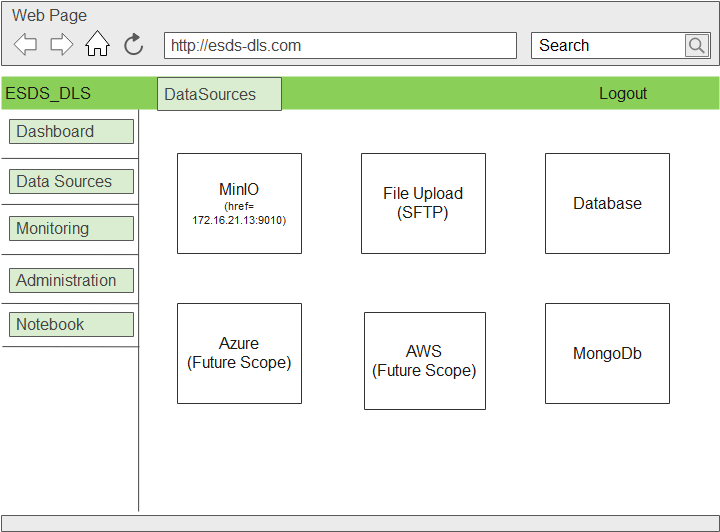 Web Page
http://esds-dls.com
Search
ESDS_DLS
DataSources
Logout
Dashboard
Data Sources
Monitoring
Administration
Notebook
MinIO
(href=
172.16.21.13:9010)
File Upload
(SFTP)
Database
Azure
(Future Scope)
AWS
(Future Scope)
MongoDb